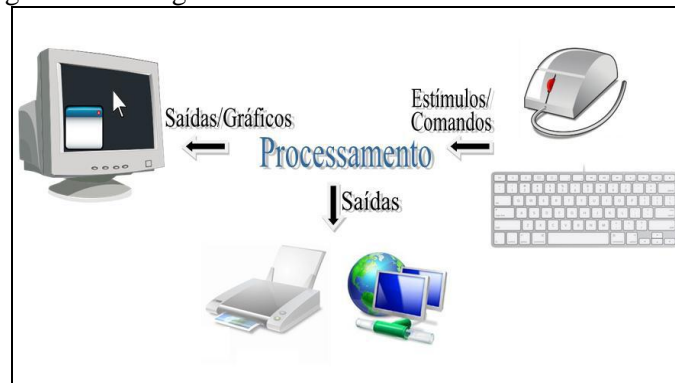 Saídas/Gráficos
Estímulos/
Comandos
Processamento
Saídas